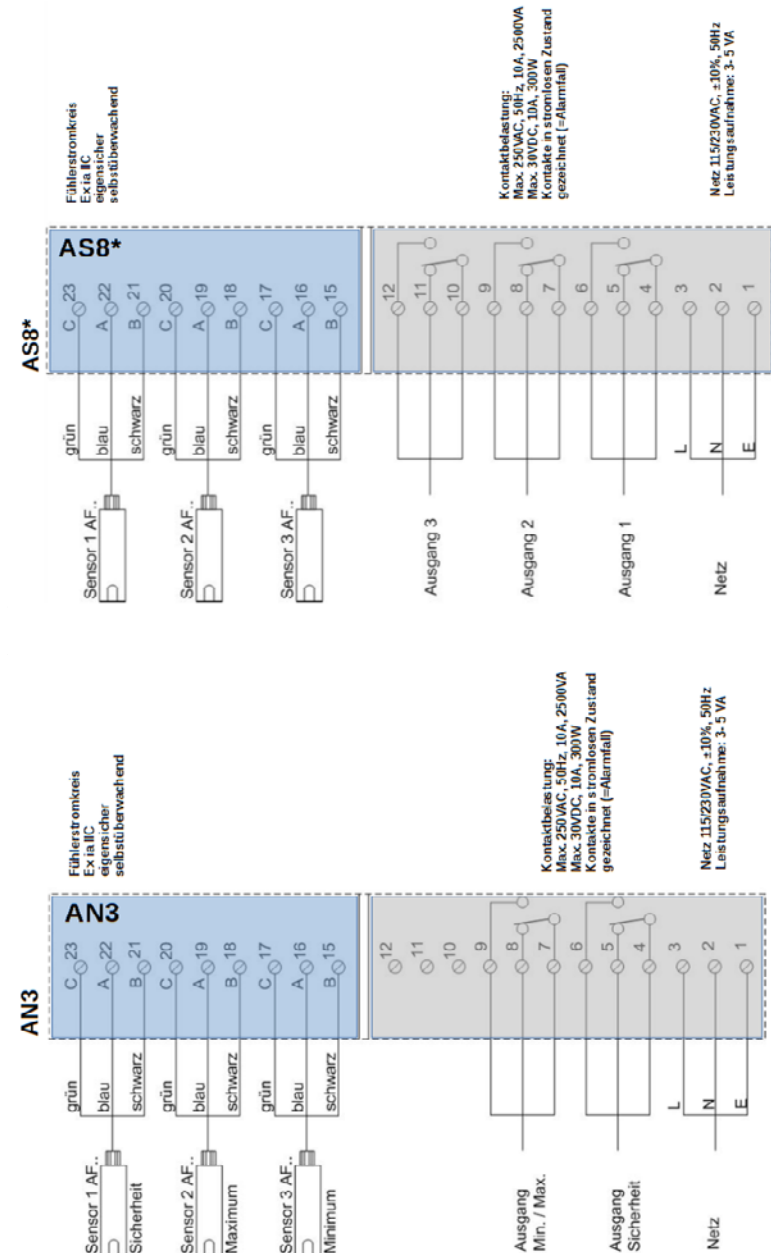 AN3
AN3
Sensor 1 AF..
Sicherheit
grün
blau
schwarz
C 23
A 22
B 21
Fühlerstromkreis
Ex ia IIC
eigensicher
selbstüberwachend
Sensor 2 AF..
Maximum
grün
blau
schwarz
C 20
A 19
B 18
Sensor 3 AF..
Minimum
grün
blau
schwarz
C 17
A 16
B 15
12
11
10
Ausgang
Min. / Max.
9
8
7
Kontaktbelastung:
Max. 250VAC, 50Hz, 10A, 2500VA
Max. 30VDC, 10A, 300W
Kontakte in stromlosen Zustand
gezeichnet (=Alarmfall)
Ausgang
Sicherheit
6
5
4
Netz
L
N
E
3
2
1
Netz 115/230VAC, ±10%, 50Hz
Leistungsaufnahme: 3- 5 VA
AS8*
AS8*
Sensor 1 AF..
grün
blau
schwarz
C 23
A 22
B 21
Fühlerstromkreis
Ex ia IIC
eigensicher
selbstüberwachend
Sensor 2 AF..
grün
blau
schwarz
C 20
A 19
B 18
Sensor 3 AF..
grün
blau
schwarz
C 17
A 16
B 15
Ausgang 3
12
11
10
Ausgang 2
9
8
7
Kontaktbelastung:
Max. 250VAC, 50Hz, 10A, 2500VA
Max. 30VDC, 10A, 300W
Kontakte in stromlosen Zustand
gezeichnet (=Alarmfall)
Ausgang 1
6
5
4
Netz
L
N
E
3
2
1
Netz 115/230VAC, ±10%, 50Hz
Leistungsaufnahme: 3- 5 VA